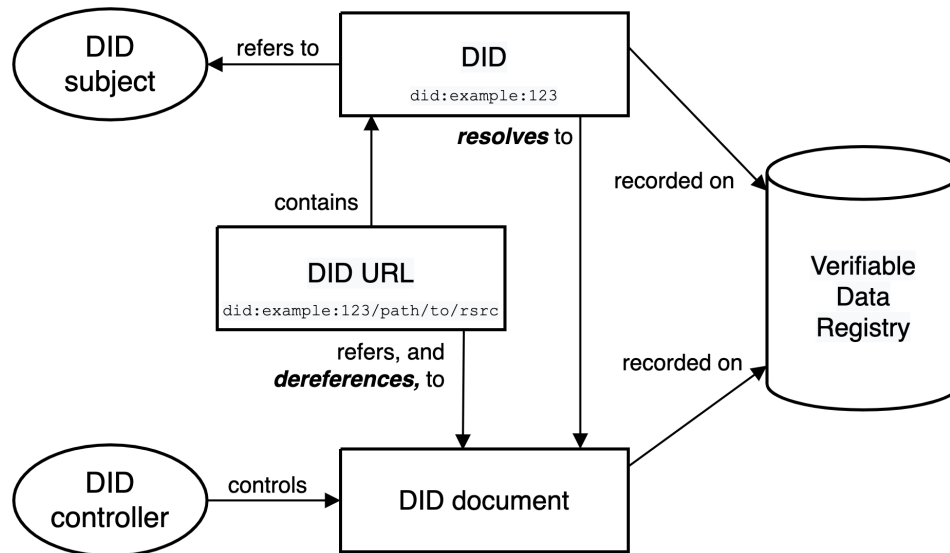 DID
subject
refers to
DID
did:example:123
resolves to
recorded on
contains
DID URL
did:example:123/path/to/rsrc
Verifiable
Data
Registry
refers, and
dereferences, to
recorded on
DID
controller
controls
DID document